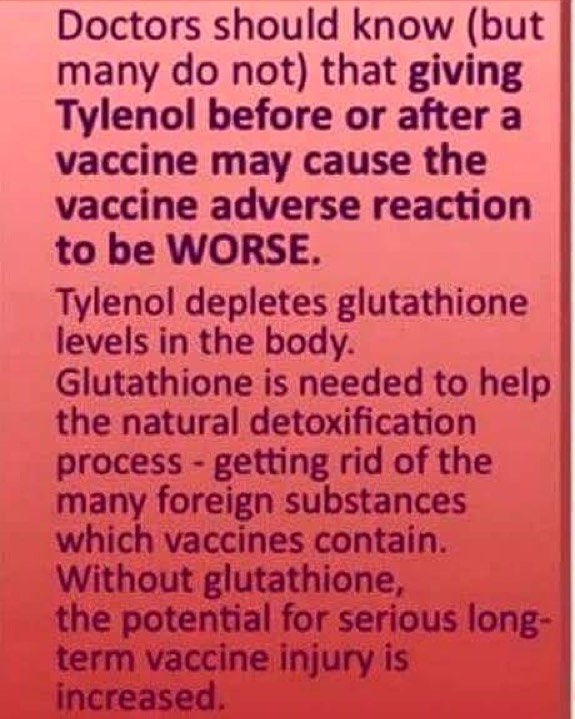 Doctors should know (but
many do not) that giving
Tylenol before or after a
vaccine may cause the
vaccine adverse reaction
to be WORSE.
Tylenol depletes glutathione
levels in the body.
Glutathione is needed to help
the natural detoxification
process - getting rid of the
many foreign substances
which vaccines contain.
Without glutathione,
the potential for serious long-
term vaccine injury is
increased.